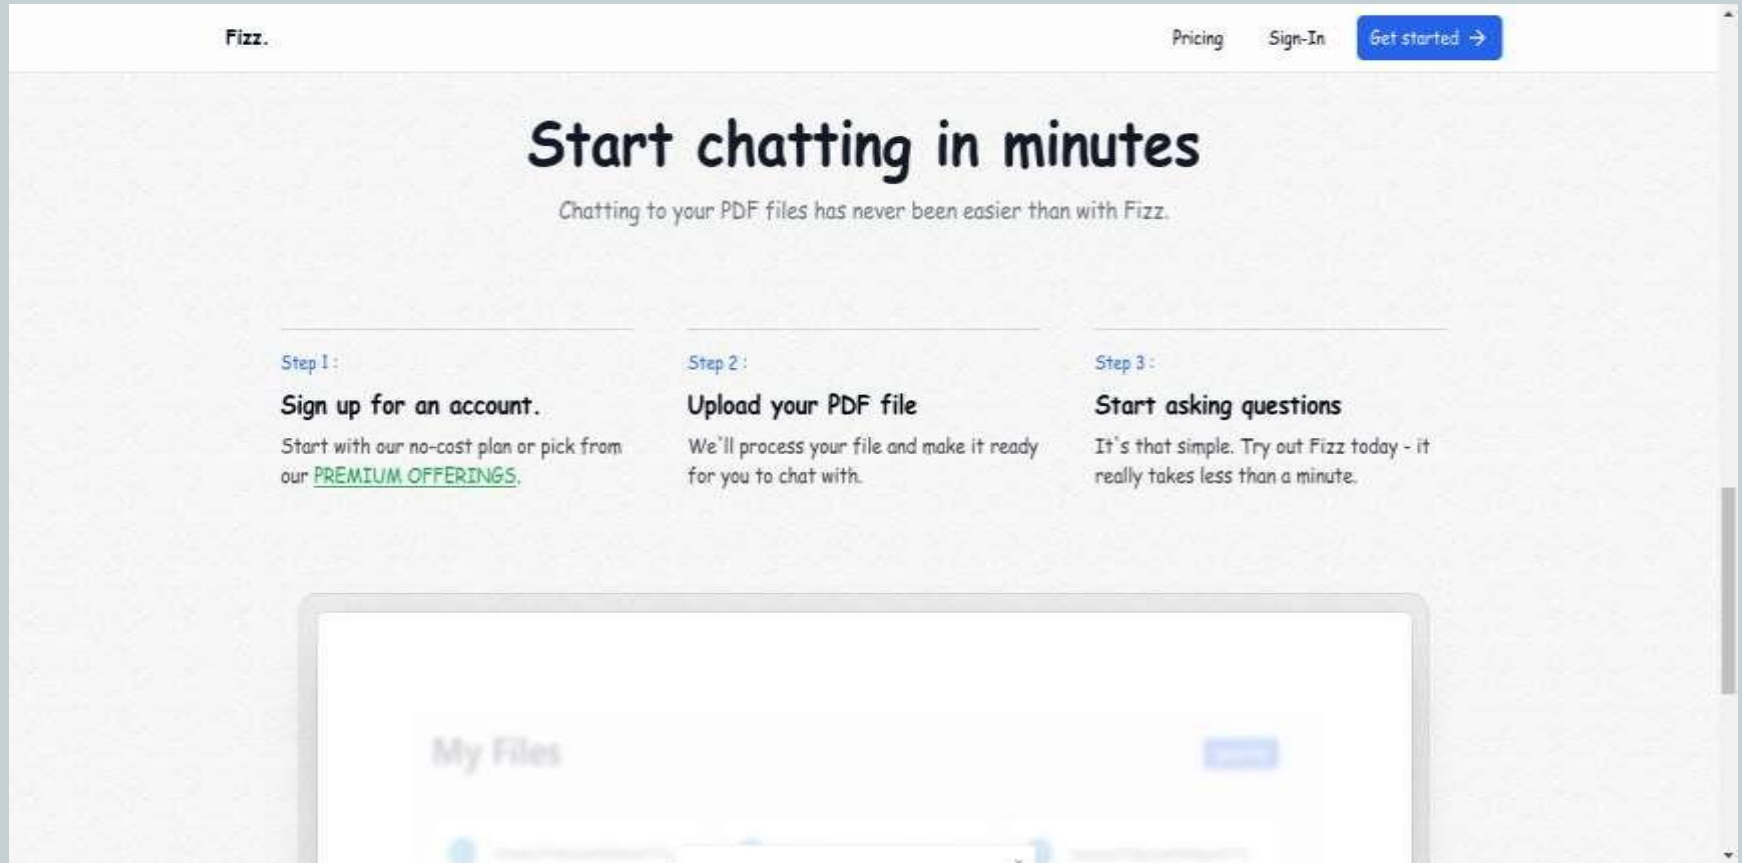 Fizz.
Pricing
Sign-In
Get started →
Start chatting in minutes
Chatting to your PDF files has never been easier than with Fizz.
Step 1 :
Sign up for an account.
Start with our no-cost plan or pick from
our PREMIUM OFFERINGS.
Step 2 :
Upload your PDF file
We'll process your file and make it ready
for you to chat with.
Step 3 :
Start asking questions
It's that simple. Try out Fizz today - it
really takes less than a minute.
My Files